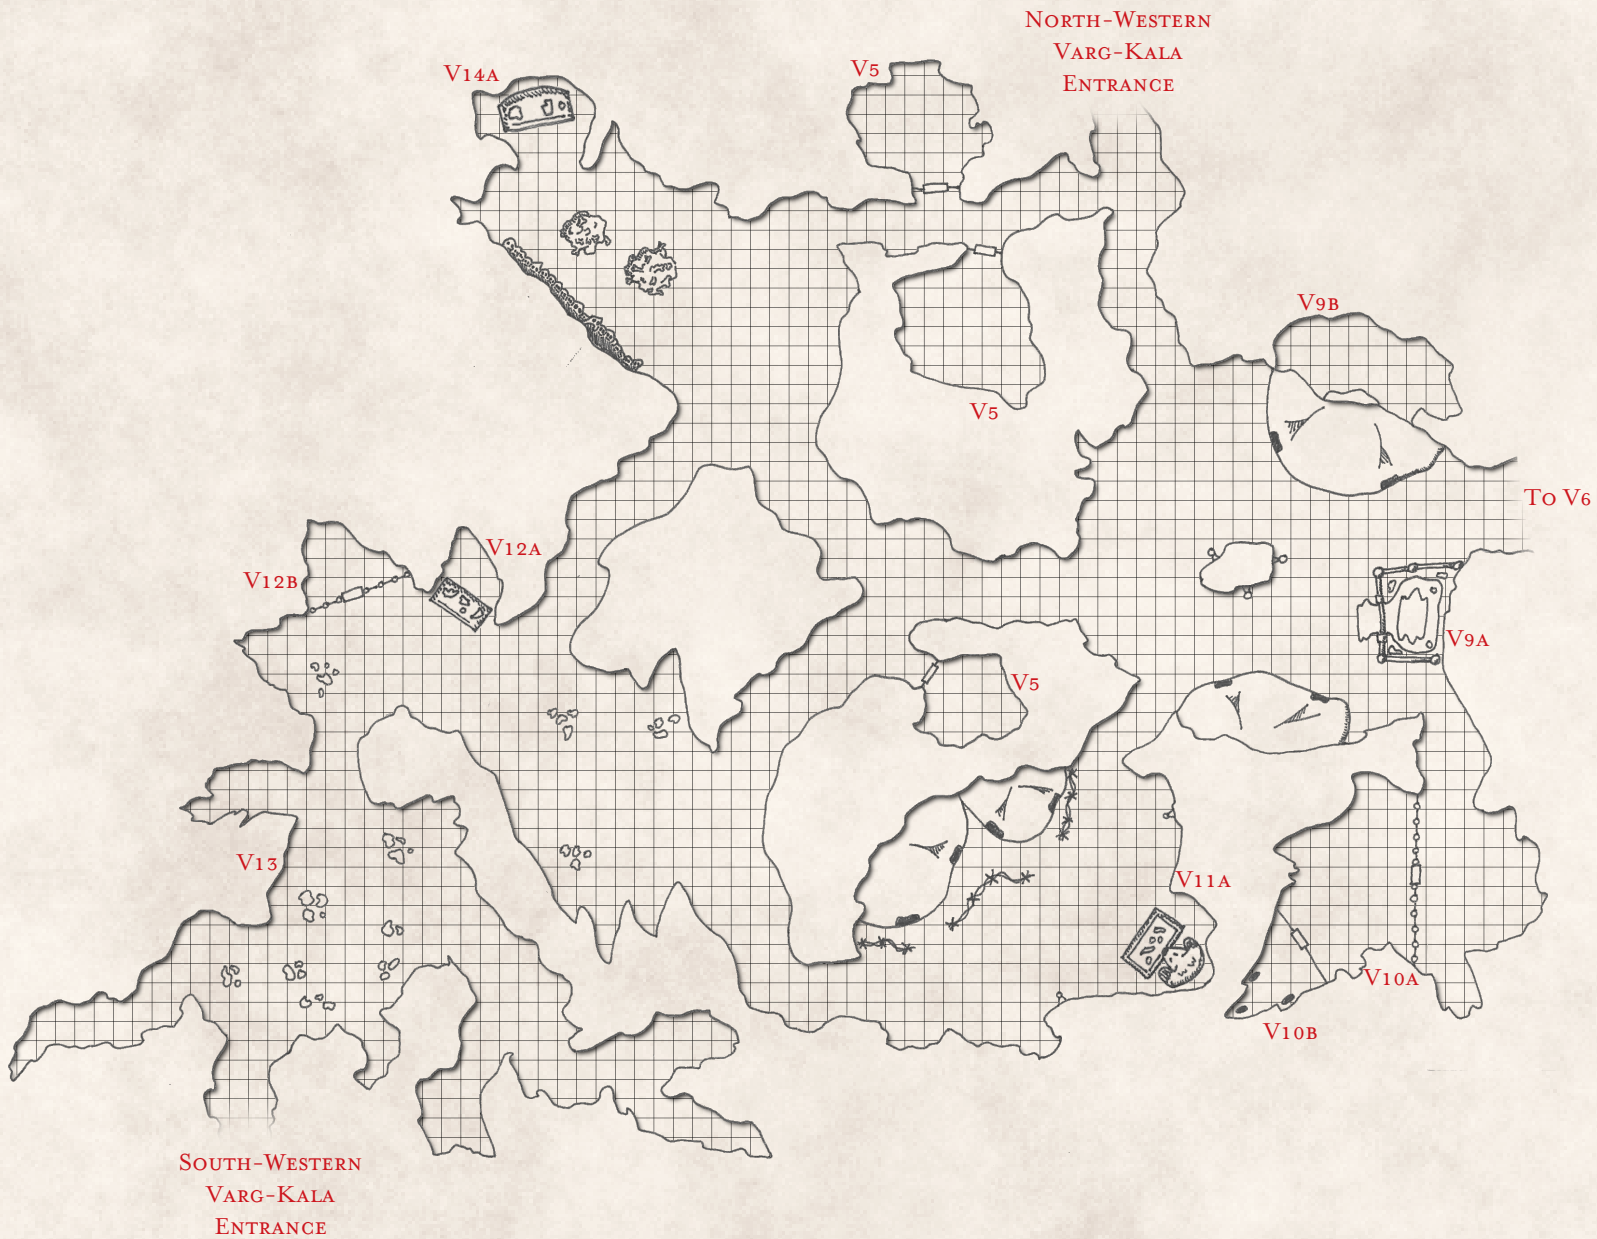 North-Western
Varg-Kala
Entrance
V14A
V5
V9B
V5
To V6
V12A
V12B
V9A
V5
V13
V11A
V10A
V10B
South-Western
Varg-Kala
Entrance